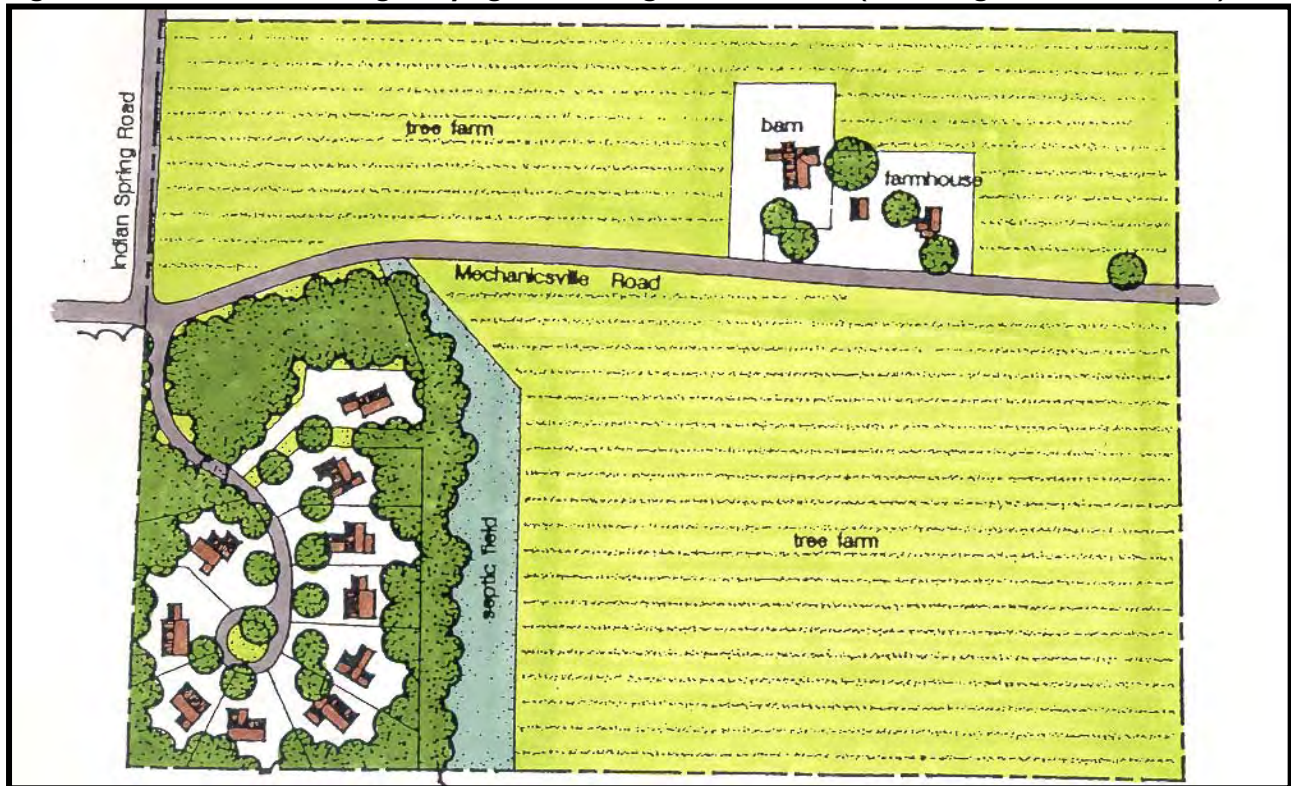 tree farm
barn
farmhouse
Indian Spring Road
Mechanicsville Road
septic field
tree farm